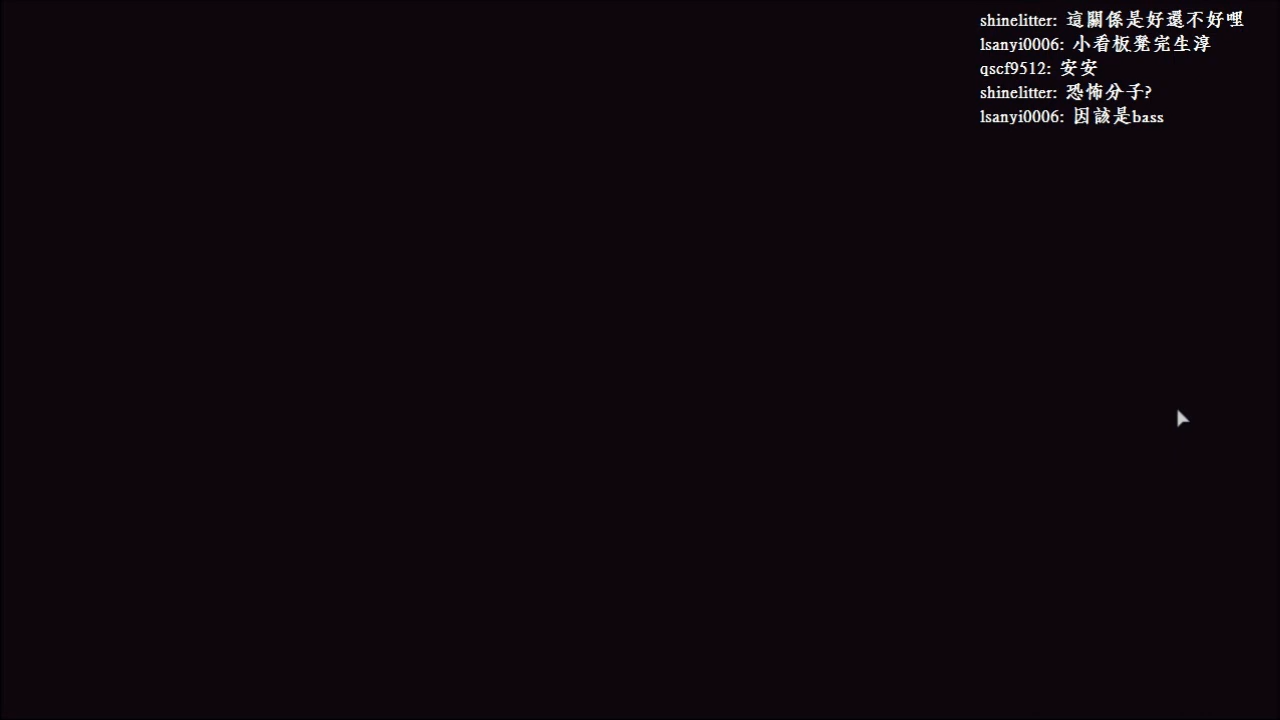 shinelitter: 這關係是好還不好哩
lsanyi0006: 小看板凳完生淳
qscf9512: 安安
shinelitter: 恐怖分子?
lsanyi0006: 因該是bass